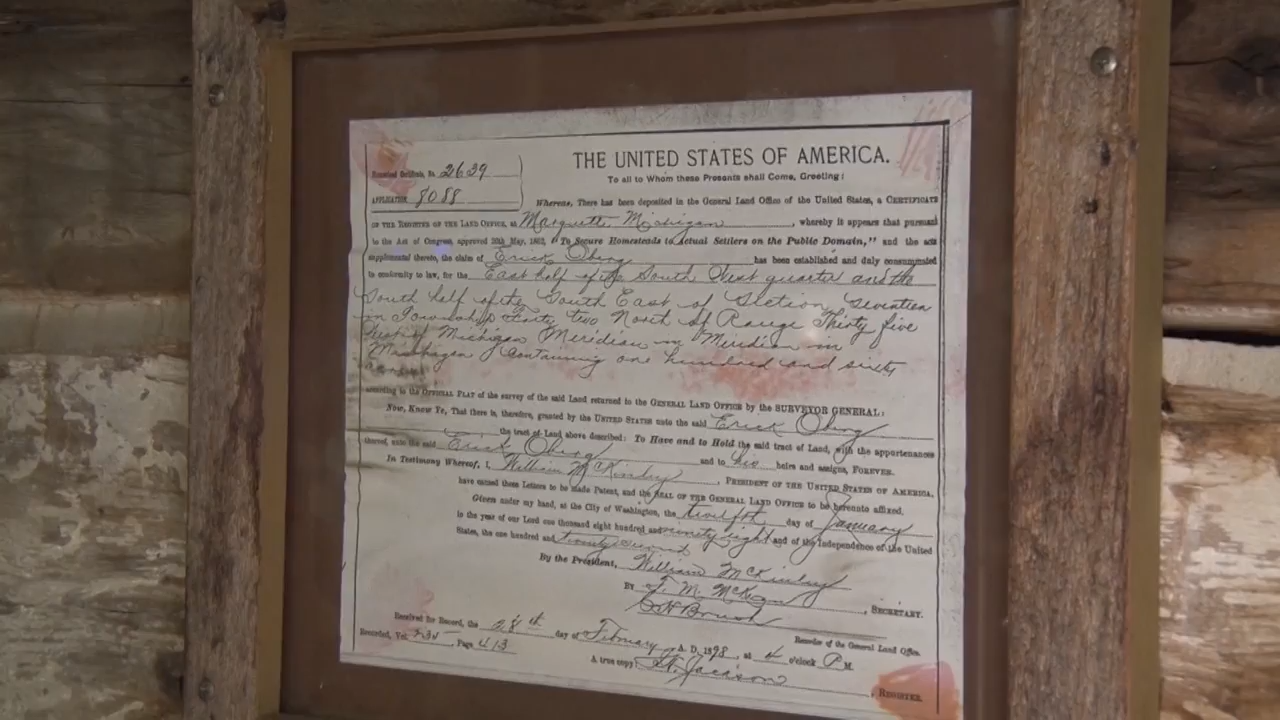 THE UNITED STATES OF AMERICA.
To all to Whom these Presents shall Come, Greeting:
Homestead Certificate No. 2639
APPLICATION 8088
Whereas, There has been deposited in the General Land Office of the United States, a CERTIFICATE
OF THE REGISTER OF THE LAND OFFICE, at Marquette Michigan, whereby it appears that pursuant
to the Act of Congress, approved 20th May, 1862, "To Secure Homesteads to Actual Settlers on the Public Domain," and the acts
supplemental thereto, the claim of Erick Oberg has been established and duly consummated
in conformity to law, for the East half of the South West quarter and the
South half of the South East of Section Seventeen
in Township Forty two North of Range Thirty five
West of Michigan Meridian in Meridian in
Michigan Containing one hundred and sixty
acres
according to the OFFICIAL PLAT of the survey of the said Land returned to the GENERAL LAND OFFICE by the SURVEYOR GENERAL:
Now, Know Ye, That there is, therefore, granted by the UNITED STATES unto the said Erick Oberg
the tract of Land above described: To Have and to Hold the said tract of Land, with the appurtenances
thereof, unto the said Erick Oberg and to his heirs and assigns, FOREVER.
In Testimony Whereof, I, William McKinley, PRESIDENT OF THE UNITED STATES OF AMERICA,
have caused these Letters to be made Patent, and the SEAL OF THE GENERAL LAND OFFICE to be hereunto affixed.
Given under my hand, at the City of Washington, the twelfth day of January
in the year of our Lord one thousand eight hundred and ninety eight and of the Independence of the United
States, the one hundred and twenty second
By the President, William McKinley
By F. M. McKean, SECRETARY.
C H Brush
Recorder of the General Land Office.
Received for Record, the 28th day of February A. D. 1898, at 4 o'clock P M.
Recorded, Vol. 235, Page 413
A true copy: Jackson
, REGISTER.